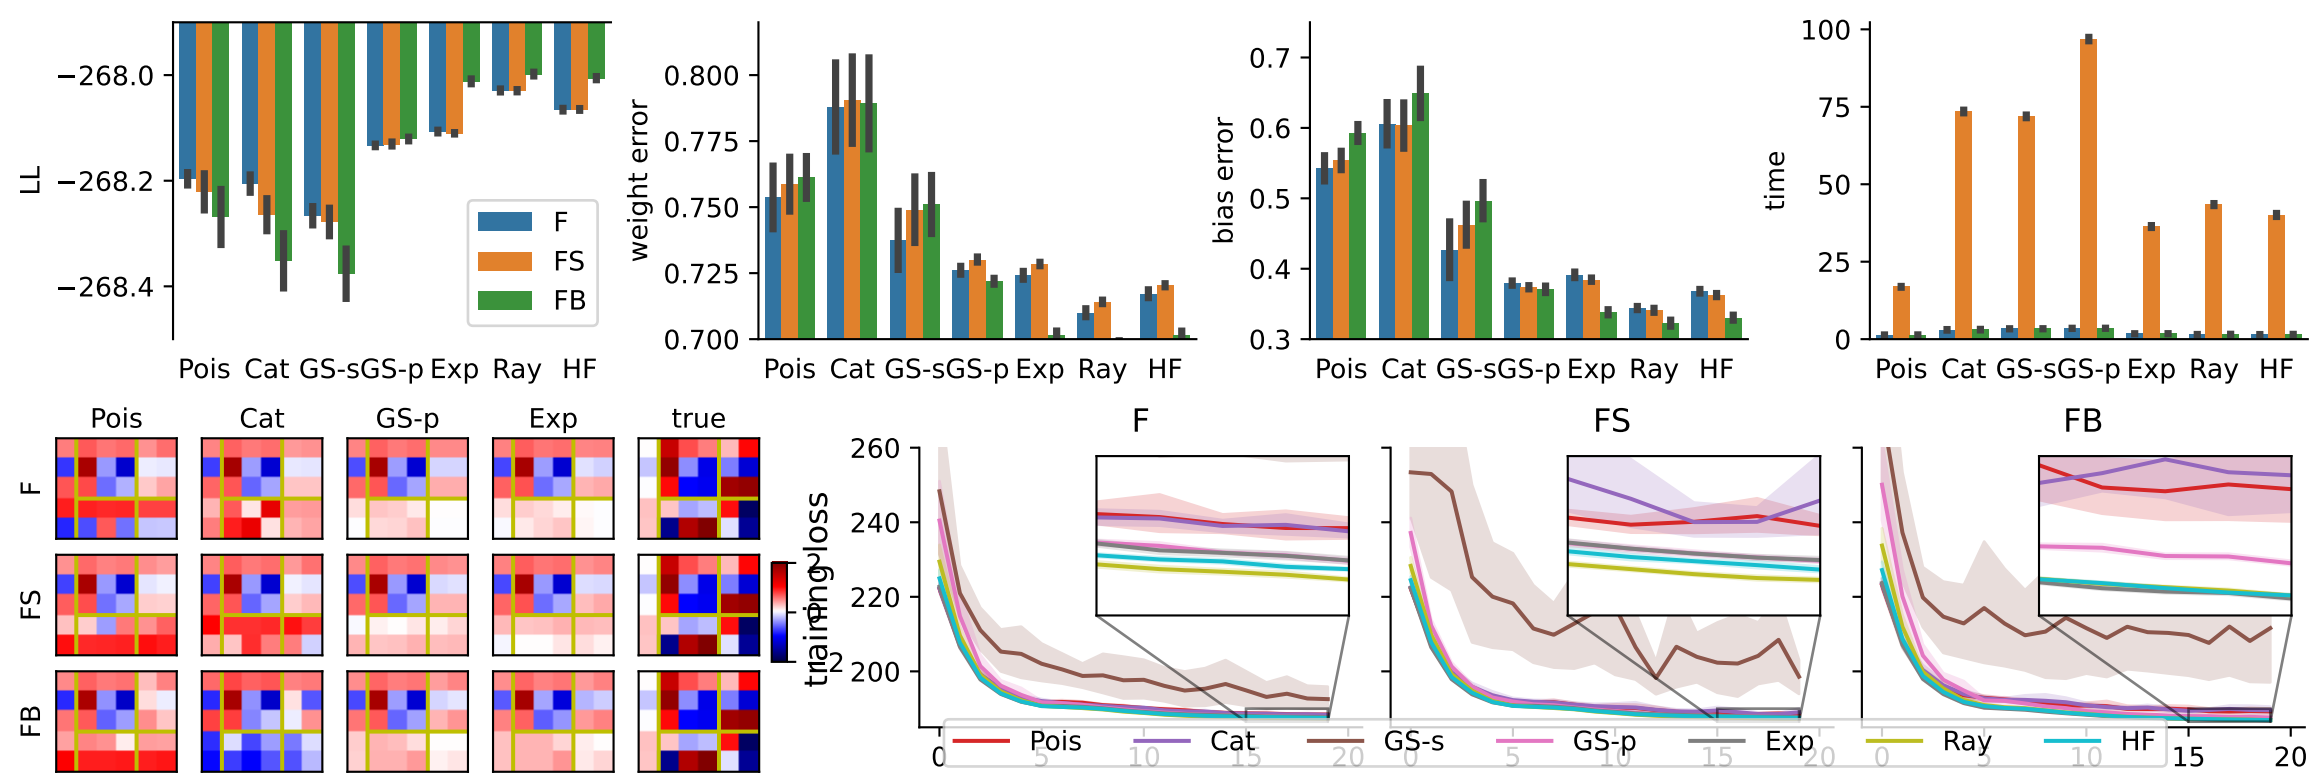 −268.0
−268.2
−268.4
LL
F
FS
FB
Pois Cat GS-s GS-p Exp Ray HF
0.800
0.775
0.750
0.725
0.700
weight error
Pois Cat GS-s GS-p Exp Ray HF
0.7
0.6
0.5
0.4
0.3
bias error
Pois Cat GS-s GS-p Exp Ray HF
100
75
50
25
0
time
Pois Cat GS-s GS-p Exp Ray HF
Pois Cat GS-p Exp true
F
FS
FB
2
0
−2
training loss
F FS FB
260
240
220
200
0 5 10 15 20
0 5 10 15 20
0 5 10 15 20
Pois Cat GS-s GS-p Exp Ray HF